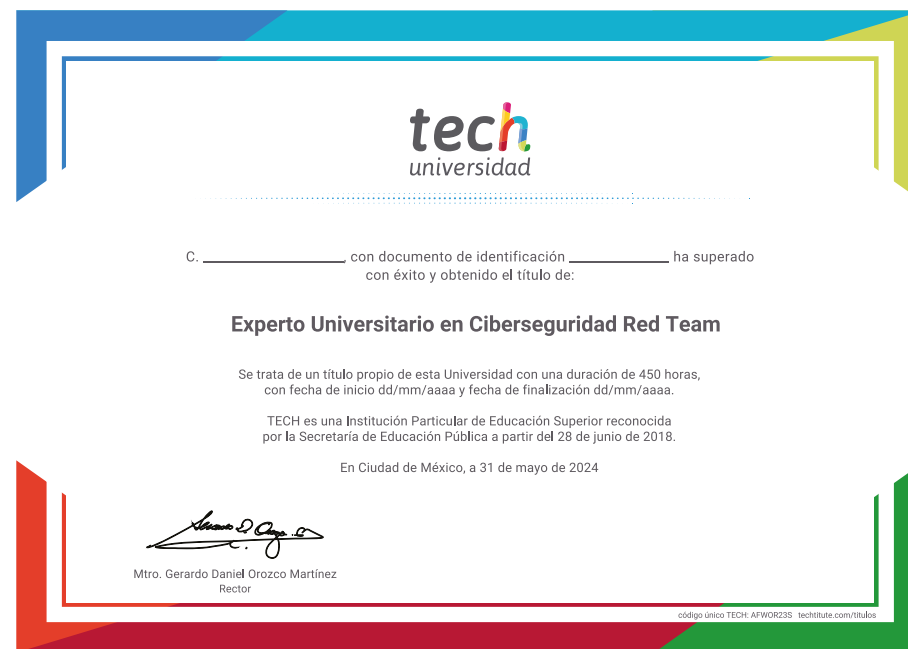 tech
universidad
C. ____________________, con documento de identificación ______________ ha superado
con éxito y obtenido el título de:
Experto Universitario en Ciberseguridad Red Team
Se trata de un título propio de esta Universidad con una duración de 450 horas,
con fecha de inicio dd/mm/aaaa y fecha de finalización dd/mm/aaaa.
TECH es una Institución Particular de Educación Superior reconocida
por la Secretaría de Educación Pública a partir del 28 de junio de 2018.
En Ciudad de México, a 31 de mayo de 2024
Mtro. Gerardo Daniel Orozco Martínez
Rector
código único TECH: AFWOR23S techtitute.com/titulos